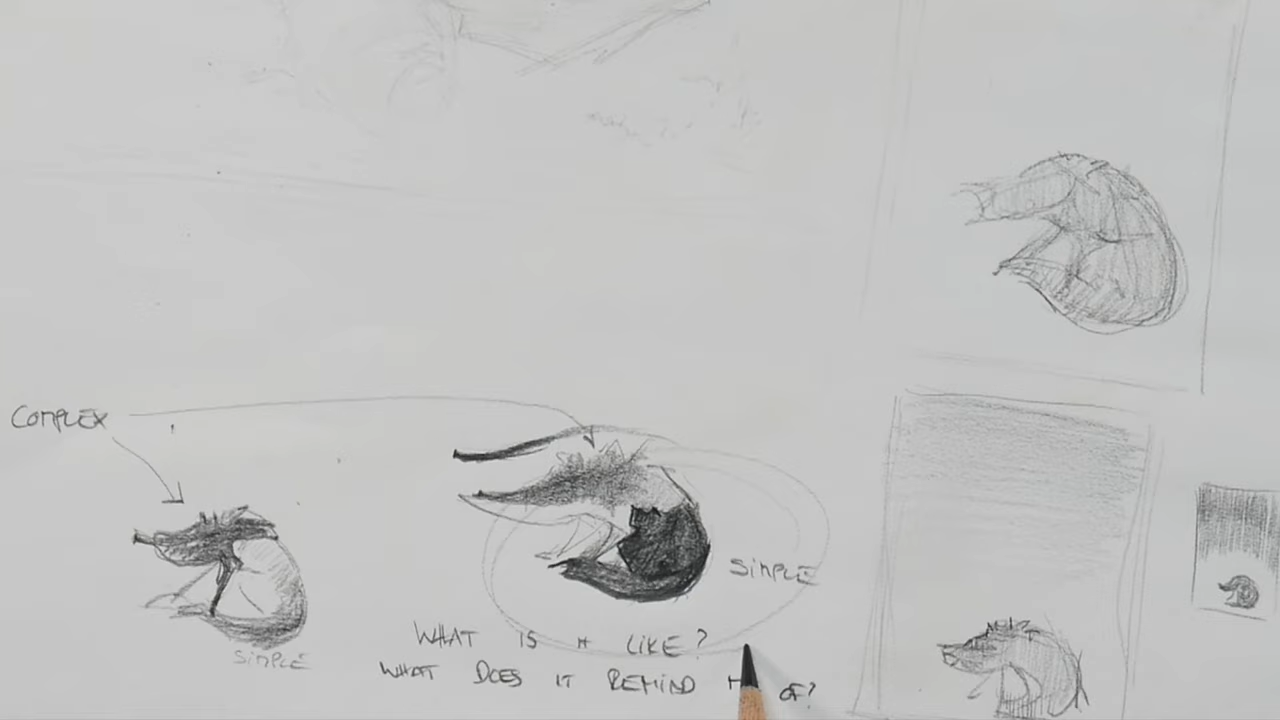 COMPLEX
SIMPLE
SIMPLE
WHAT IS it LIKE?
WHAT DOES IT REMIND OF?